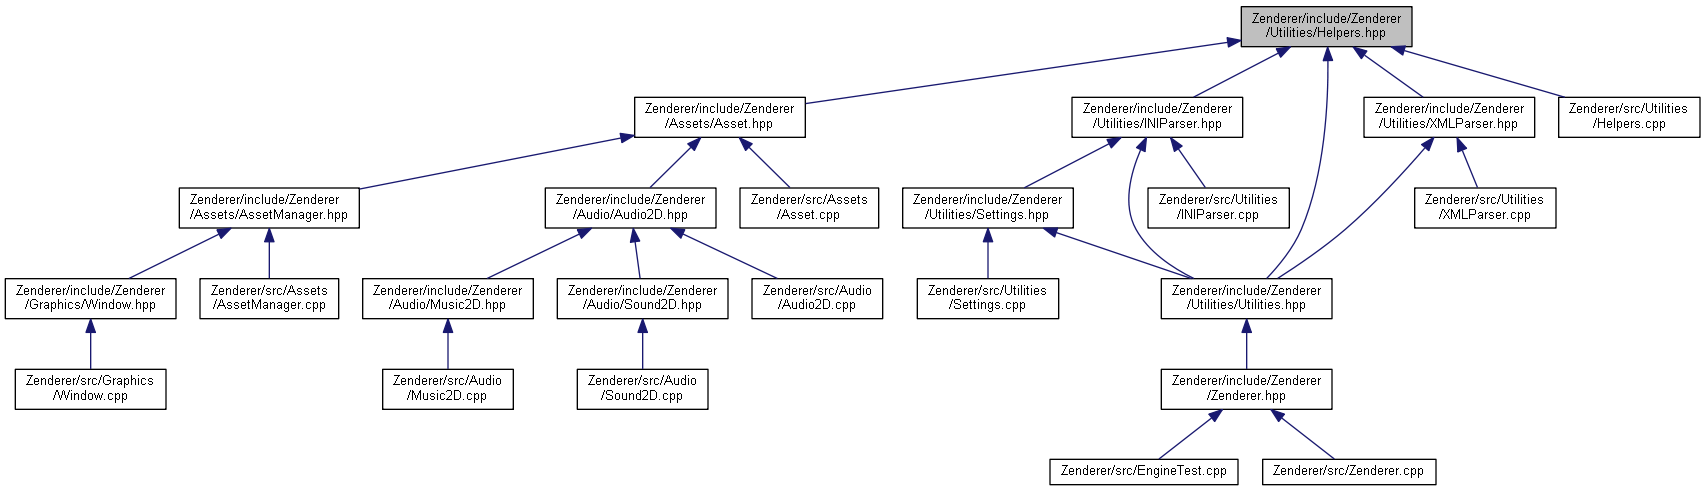 Zenderer/include/Zenderer
/Utilities/Helpers.hpp
Zenderer/include/Zenderer
/Assets/Asset.hpp
Zenderer/include/Zenderer
/Utilities/INIParser.hpp
Zenderer/include/Zenderer
/Utilities/XMLParser.hpp
Zenderer/src/Utilities
/Helpers.cpp
Zenderer/include/Zenderer
/Assets/AssetManager.hpp
Zenderer/include/Zenderer
/Audio/Audio2D.hpp
Zenderer/src/Assets
/Asset.cpp
Zenderer/include/Zenderer
/Utilities/Settings.hpp
Zenderer/src/Utilities
/INIParser.cpp
Zenderer/src/Utilities
/XMLParser.cpp
Zenderer/include/Zenderer
/Graphics/Window.hpp
Zenderer/src/Assets
/AssetManager.cpp
Zenderer/include/Zenderer
/Audio/Music2D.hpp
Zenderer/include/Zenderer
/Audio/Sound2D.hpp
Zenderer/src/Audio
/Audio2D.cpp
Zenderer/src/Utilities
/Settings.cpp
Zenderer/include/Zenderer
/Utilities/Utilities.hpp
Zenderer/src/Graphics
/Window.cpp
Zenderer/src/Audio
/Music2D.cpp
Zenderer/src/Audio
/Sound2D.cpp
Zenderer/include/Zenderer
/Zenderer.hpp
Zenderer/src/EngineTest.cpp
Zenderer/src/Zenderer.cpp